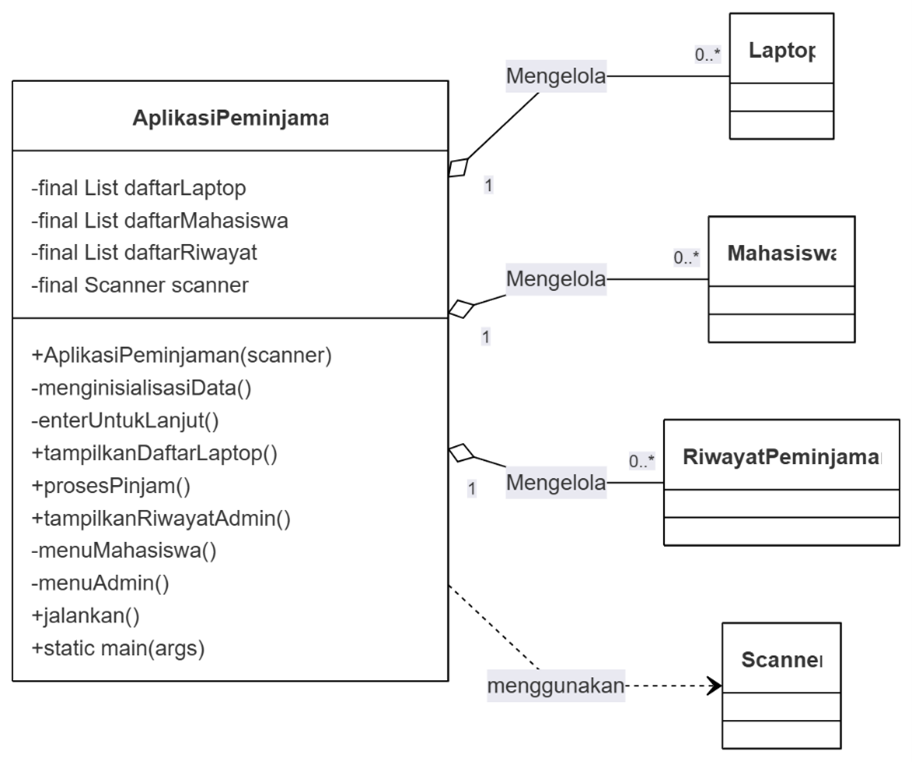 AplikasiPeminjama
-final List daftarLaptop
-final List daftarMahasiswa
-final List daftarRiwayat
-final Scanner scanner
+AplikasiPeminjaman(scanner)
-menginisialisasiData()
-enterUntukLanjut()
+tampilkanDaftarLaptop()
+prosesPinjam()
+tampilkanRiwayatAdmin()
-menuMahasiswa()
-menuAdmin()
+jalankan()
+static main(args)
Mengelola
0..*
1
Laptop
Mengelola
0..*
1
Mahasiswa
Mengelola
0..*
1
RiwayatPeminjama
menggunakan
Scanner